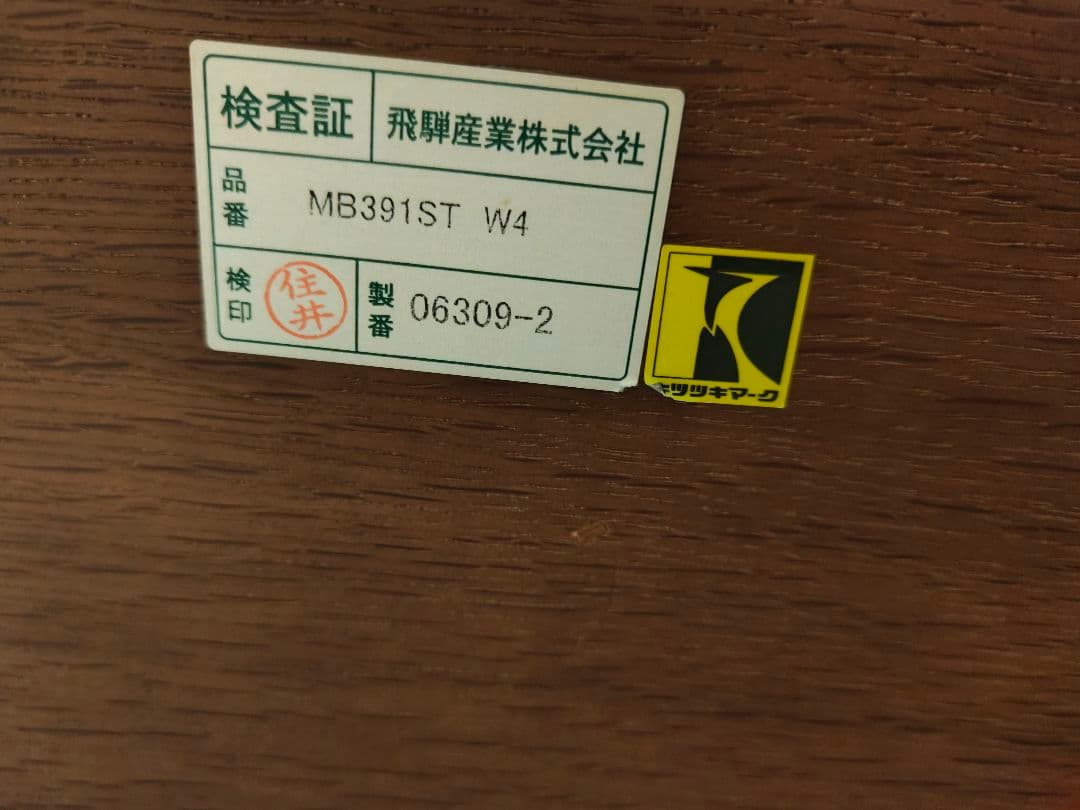 検査証
飛騨産業株式会社
品番
MB391ST W4
検印
住井
製番
06309-2
キツツキマーク